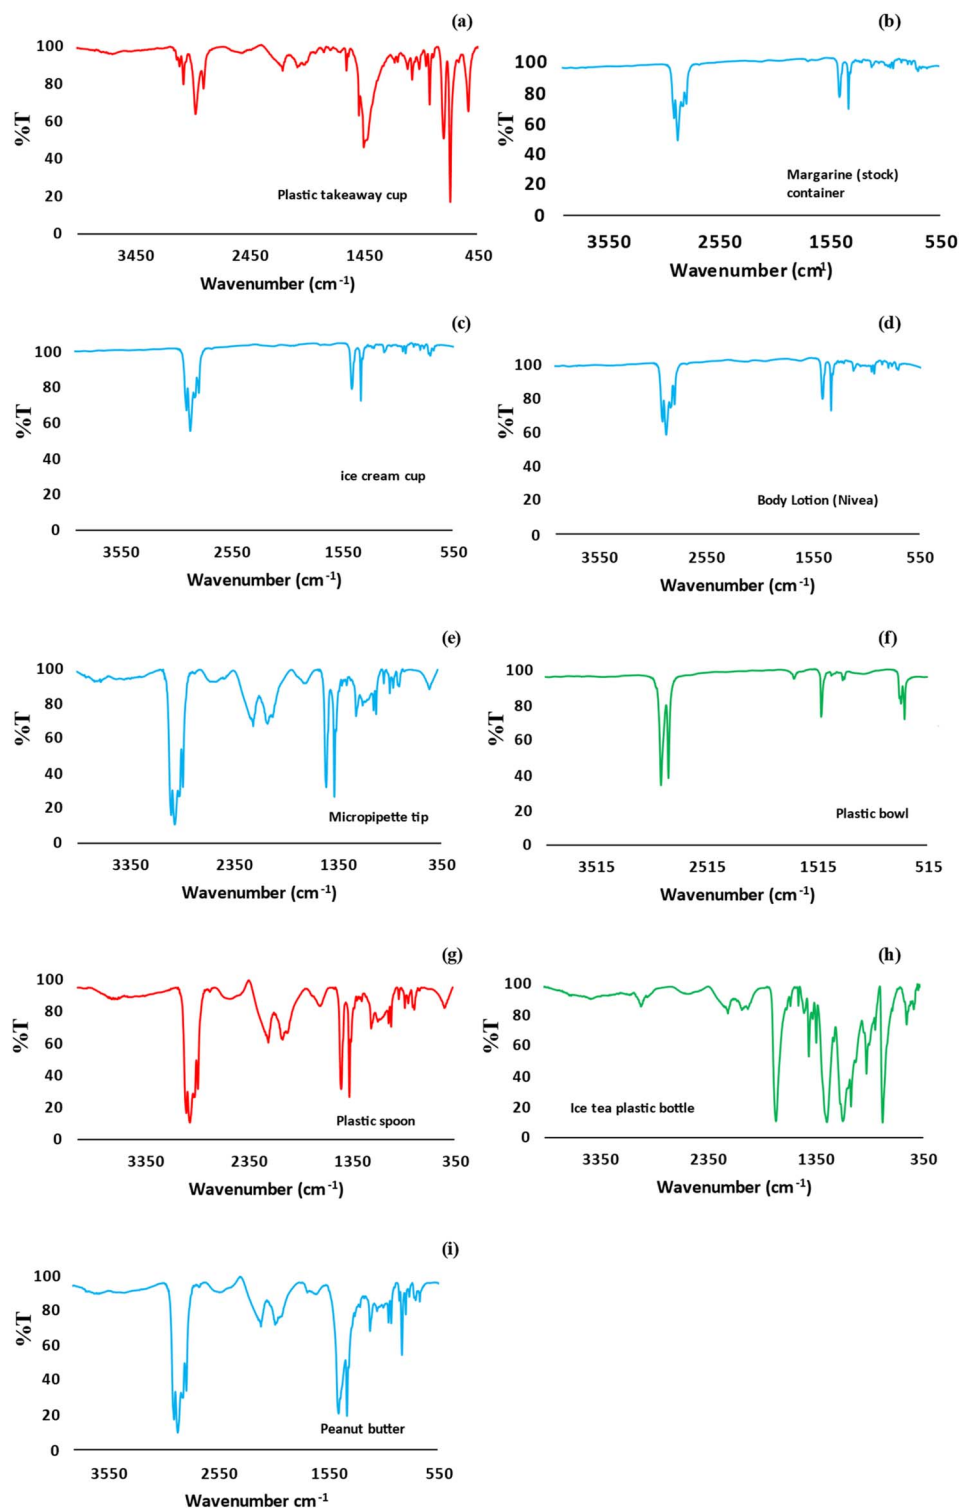 (a)
100
80
60
40
20
0
%T
Plastic takeaway cup
3450 2450 1450 450
Wavenumber (cm-1)
(b)
100
80
60
40
20
0
%T
Margarine (stock)
container
3550 2550 1550 550
Wavenumber (cm1)
(c)
100
80
60
40
20
0
%T
ice cream cup
3550 2550 1550 550
Wavenumber (cm-1)
(d)
100
80
60
40
20
0
%T
Body Lotion (Nivea)
3550 2550 1550 550
Wavenumber (cm-1)
(e)
100
80
60
40
20
0
%T
Micropipette tip
3350 2350 1350 350
Wavenumber (cm-1)
(f)
100
80
60
40
20
0
%T
Plastic bowl
3515 2515 1515 515
Wavenumber (cm-1)
(g)
100
80
60
40
20
0
%T
Plastic spoon
3350 2350 1350 350
Wavenumber (cm-1)
(h)
100
80
60
40
20
0
%T
Ice tea plastic bottle
3350 2350 1350 350
Wavenumber (cm-1)
(i)
100
80
60
40
20
0
%T
Peanut butter
3550 2550 1550 550
Wavenumber cm-1